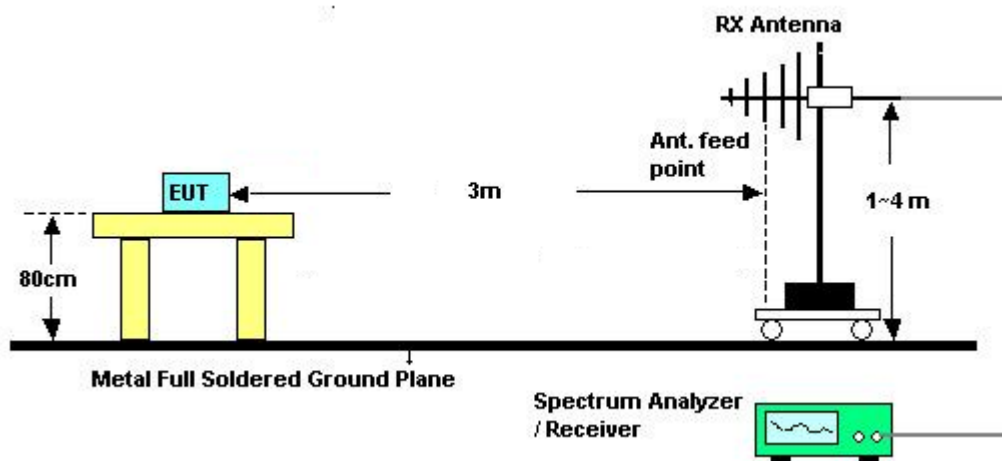 RX Antenna
Ant. feed
point
EUT
3m
1~4 m
80cm
Metal Full Soldered Ground Plane
Spectrum Analyzer
/ Receiver